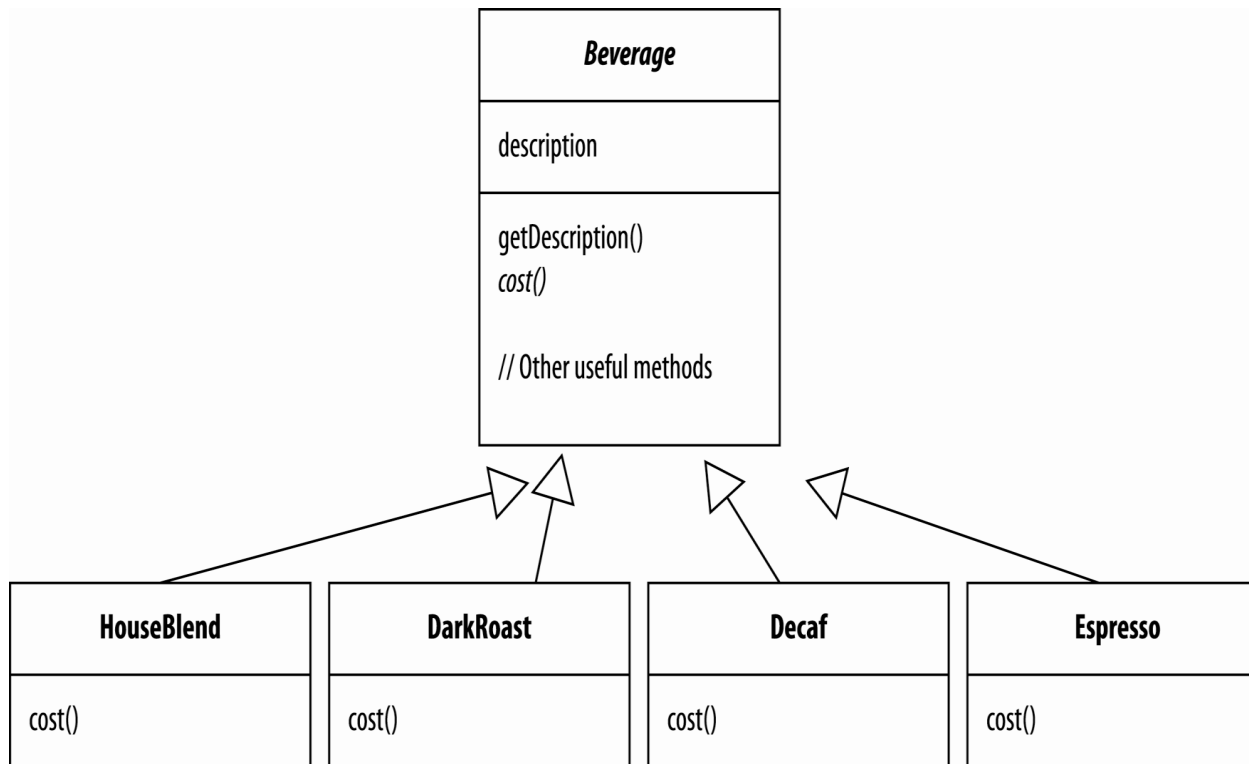 Beverage
description
getDescription()
cost()
// Other useful methods
HouseBlend
cost()
DarkRoast
cost()
Decaf
cost()
Espresso
cost()